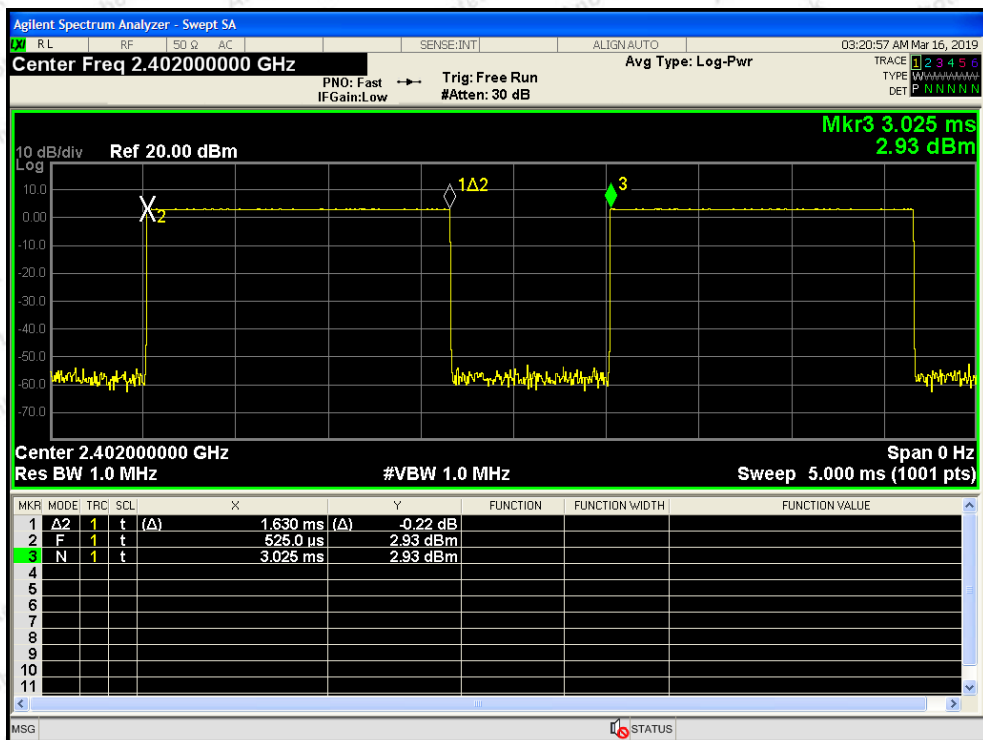 Agilent Spectrum Analyzer - Swept SA
LXI RL RF 50 Ω AC SENSE:INT ALIGN AUTO 03:20:57 AM Mar 16, 2019
Center Freq 2.402000000 GHz
PNO: Fast
IFGain:Low
Trig: Free Run
#Atten: 30 dB
Avg Type: Log-Pwr
TRACE 1 2 3 4 5 6
TYPE
DET P N N N N N
Mkr3 3.025 ms
2.93 dBm
10 dB/div Ref 20.00 dBm
Log
10.0
0.00
-10.0
-20.0
-30.0
-40.0
-50.0
-60.0
-70.0
2
1Δ2
3
Center 2.402000000 GHz Span 0 Hz
Res BW 1.0 MHz #VBW 1.0 MHz Sweep 5.000 ms (1001 pts)
MKR MODE TRC SCL X Y FUNCTION FUNCTION WIDTH FUNCTION VALUE
1 Δ2 1 t (Δ) 1.630 ms (Δ) -0.22 dB
2 F 1 t 525.0 µs 2.93 dBm
3 N 1 t 3.025 ms 2.93 dBm
4
5
6
7
8
9
10
11
MSG STATUS